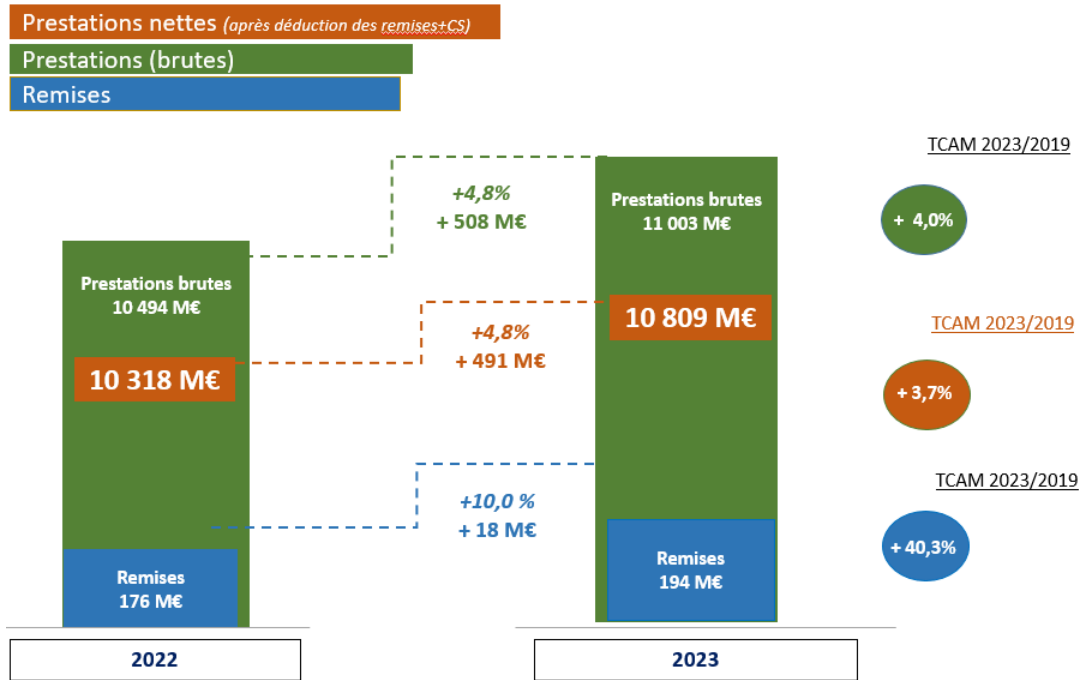 Prestations nettes (après déduction des remises+CS)
Prestations (brutes)
Remises
TCAM 2023/2019
+4,8%
+ 508 M€
Prestations brutes
11 003 M€
+ 4,0%
Prestations brutes
10 494 M€
10 809 M€
TCAM 2023/2019
+4,8%
+ 491 M€
10 318 M€
+ 3,7%
TCAM 2023/2019
+10,0 %
+ 18 M€
+ 40,3%
Remises
194 M€
Remises
176 M€
2022
2023